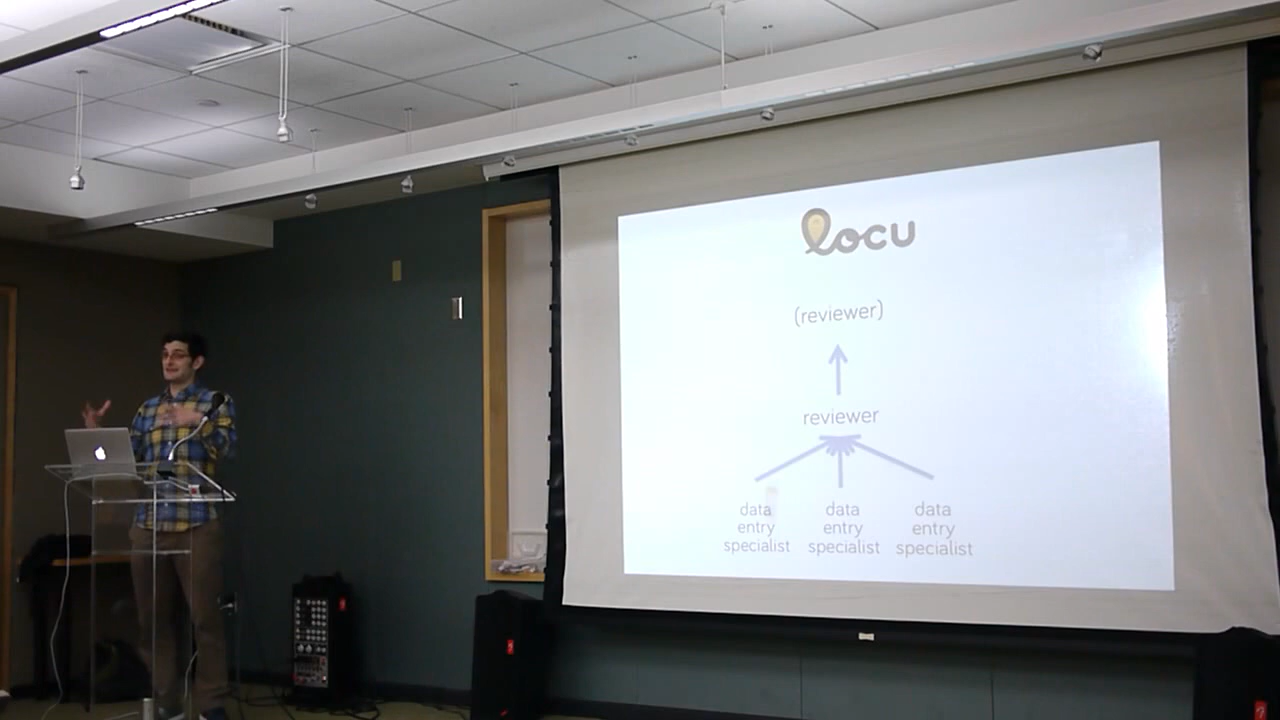 locu
(reviewer)
reviewer
data entry specialist
data entry specialist
data entry specialist